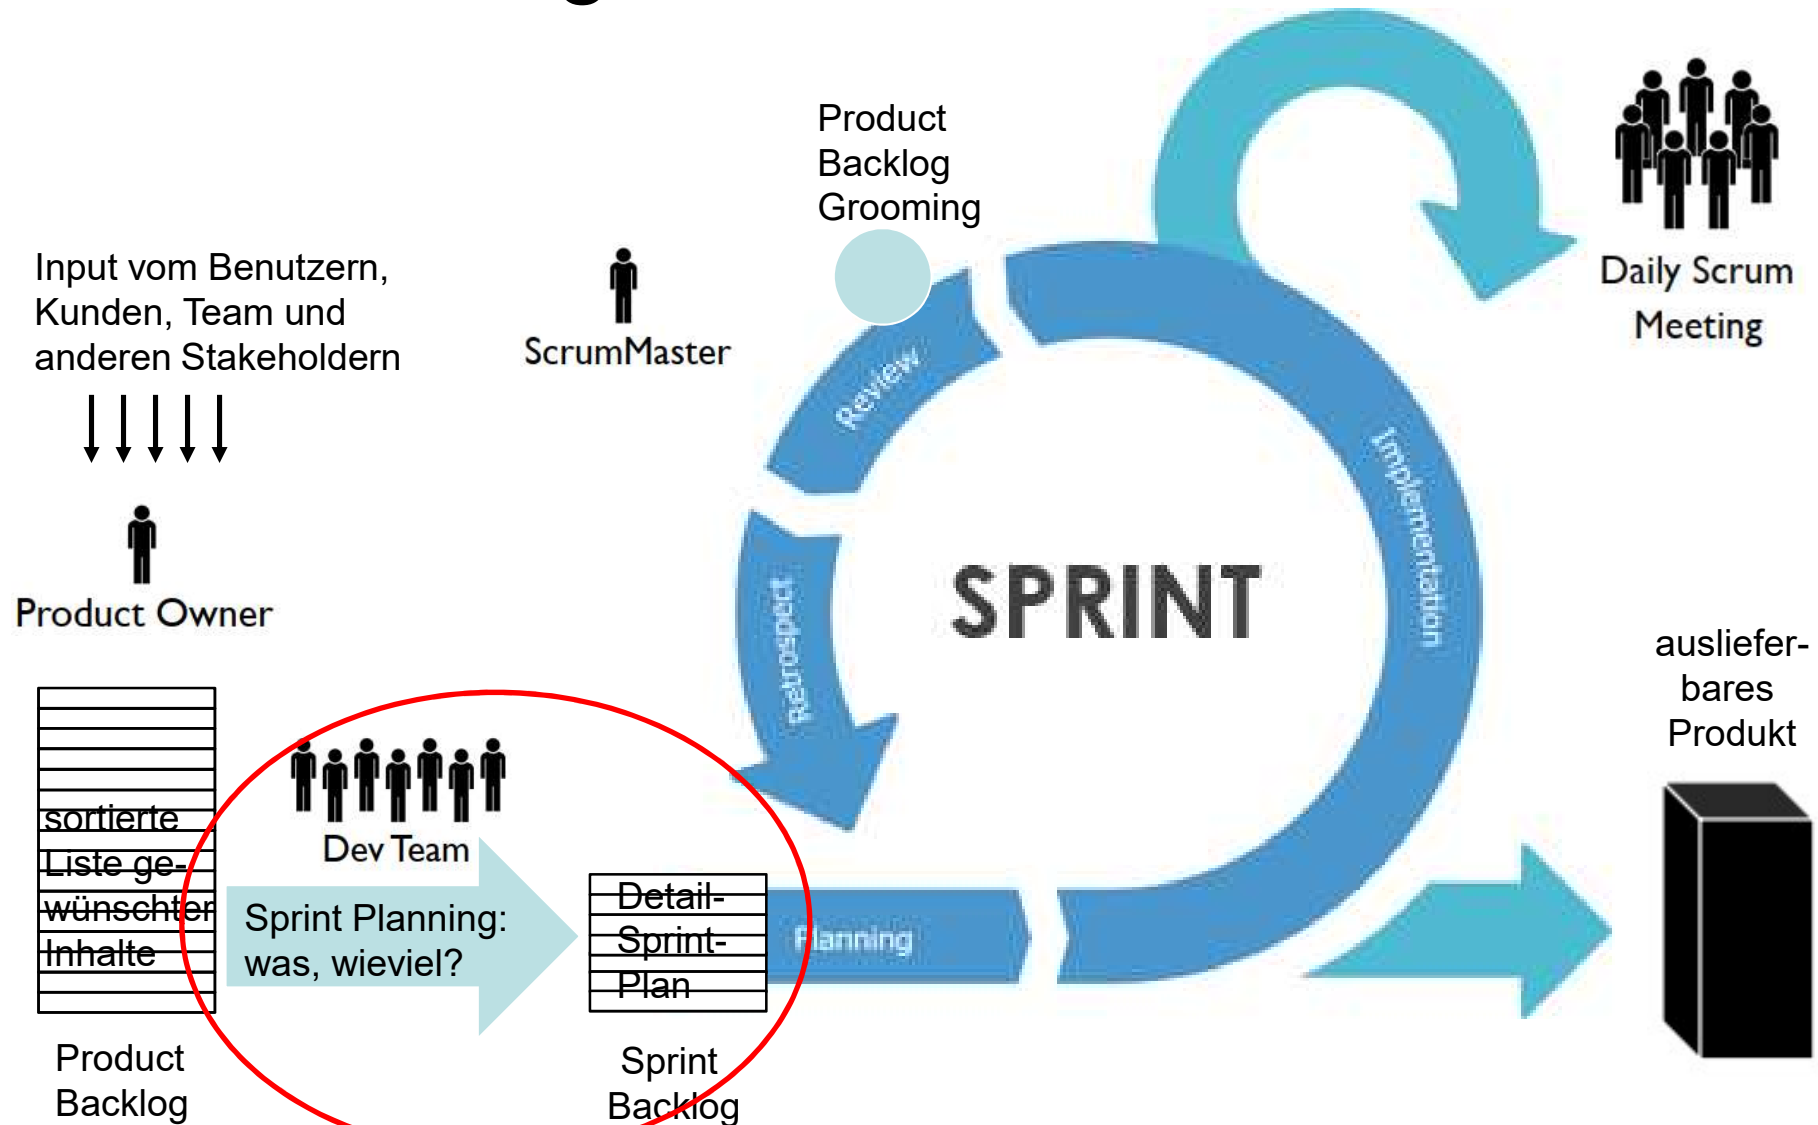 Product
Backlog
Grooming
Input vom Benutzern,
Kunden, Team und
anderen Stakeholdern
ScrumMaster
Daily Scrum
Meeting
Review
Implementation
Retrospect
SPRINT
Product Owner
ausliefer-
bares
Produkt
sortierte
Liste ge-
wünschter
Inhalte
Dev Team
Sprint Planning:
was, wieviel?
Detail-
Sprint-
Plan
Planning
Product
Backlog
Sprint
Backlog